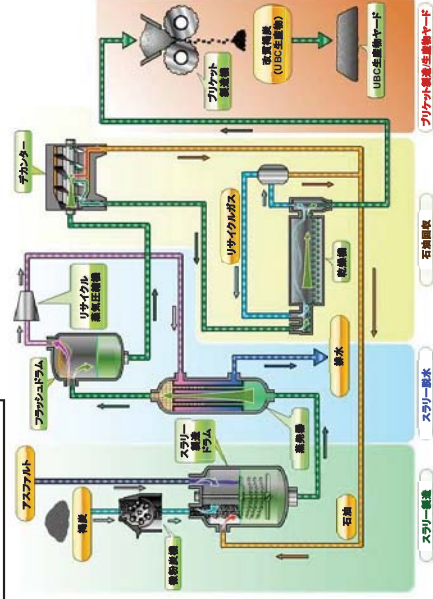 アスファルト
褐炭
微粉炭機
スラリー
製造
ドラム
石油
スラリー製造
フラッシュドラム
リサイクル
蒸気圧縮機
蒸発器
排水
スラリー脱水
デカンター
リサイクルガス
乾燥機
石油回収
ブリケット
製造機
改質褐炭
(UBC生産物)
UBC生産物ヤード
ブリケット製造/生産物ヤード